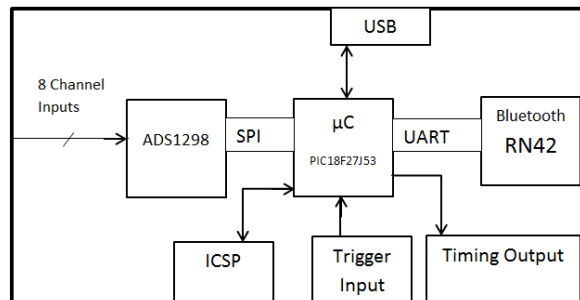 USB
8 Channel
Inputs
ADS1298
SPI
µC
PIC18F27J53
UART
Bluetooth
RN42
ICSP
Trigger
Input
Timing Output